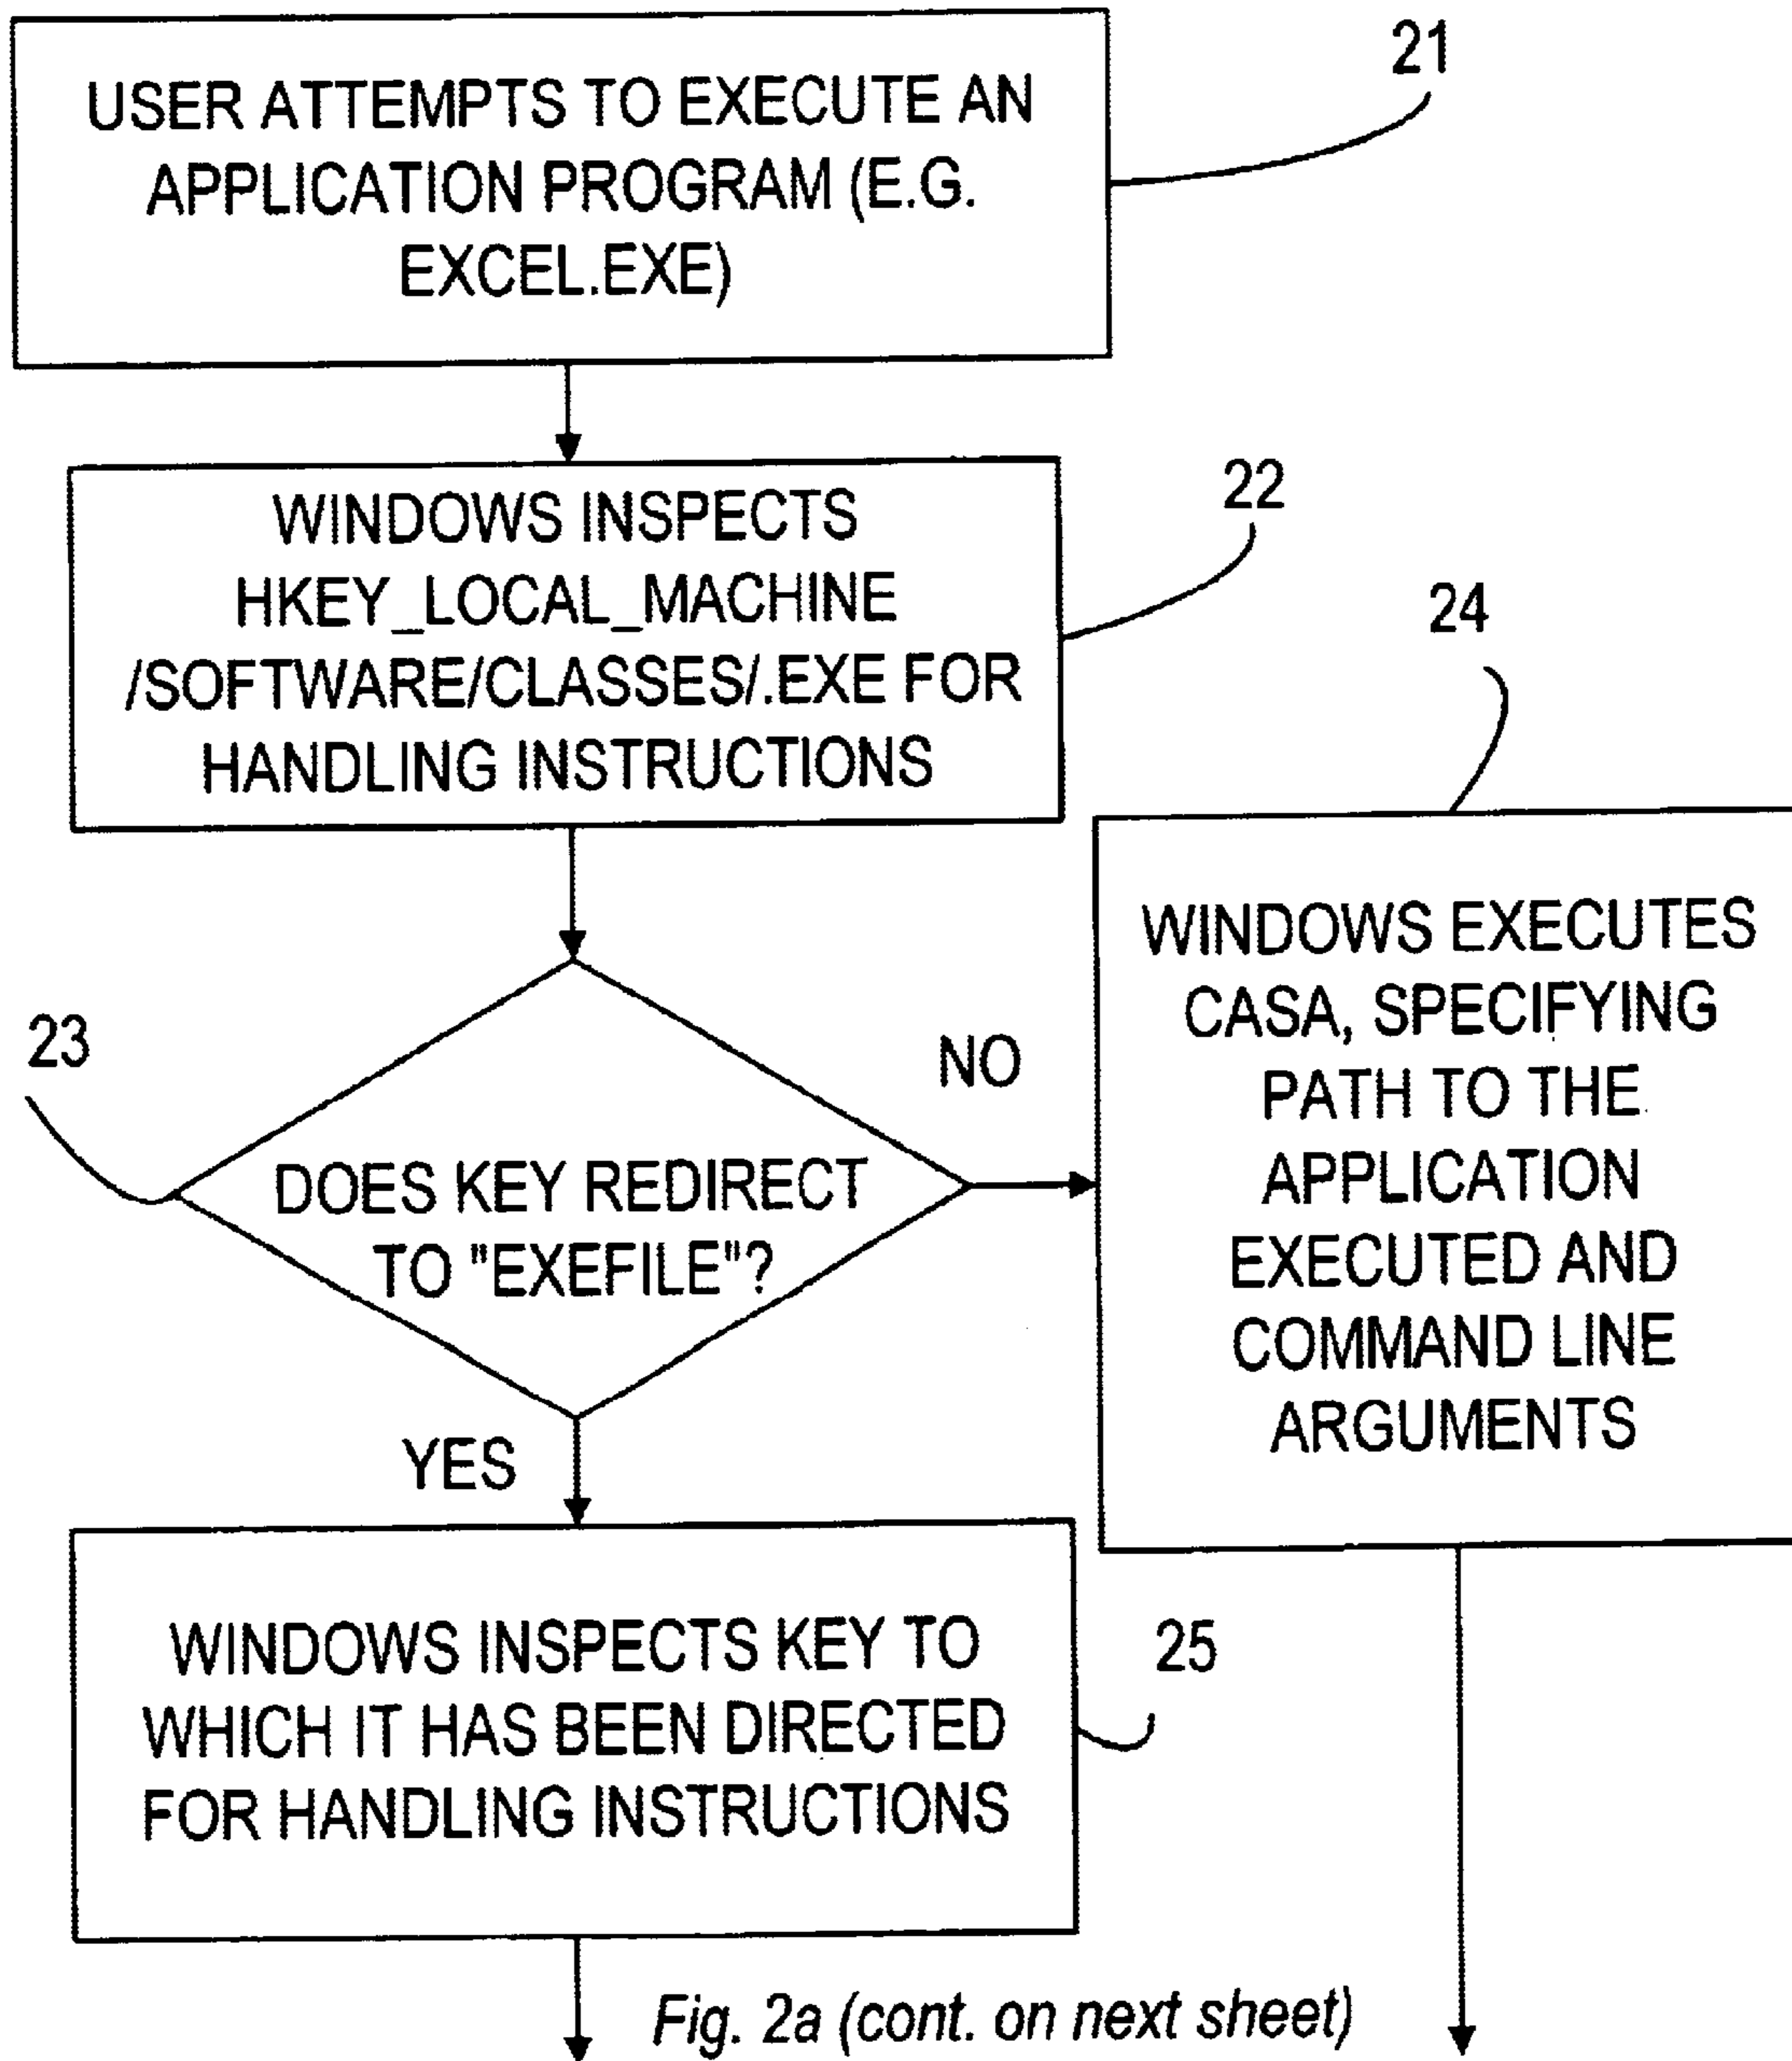 21
USER ATTEMPTS TO EXECUTE AN
APPLICATION PROGRAM (E.G.
EXCEL.EXE)
22
WINDOWS INSPECTS
HKEY_LOCAL_MACHINE
/SOFTWARE/CLASSES/.EXE FOR
HANDLING INSTRUCTIONS
23
DOES KEY REDIRECT
TO "EXEFILE"?
NO
24
WINDOWS EXECUTES
CASA, SPECIFYING
PATH TO THE
APPLICATION
EXECUTED AND
COMMAND LINE
ARGUMENTS
YES
25
WINDOWS INSPECTS KEY TO
WHICH IT HAS BEEN DIRECTED
FOR HANDLING INSTRUCTIONS
Fig. 2a (cont. on next sheet)